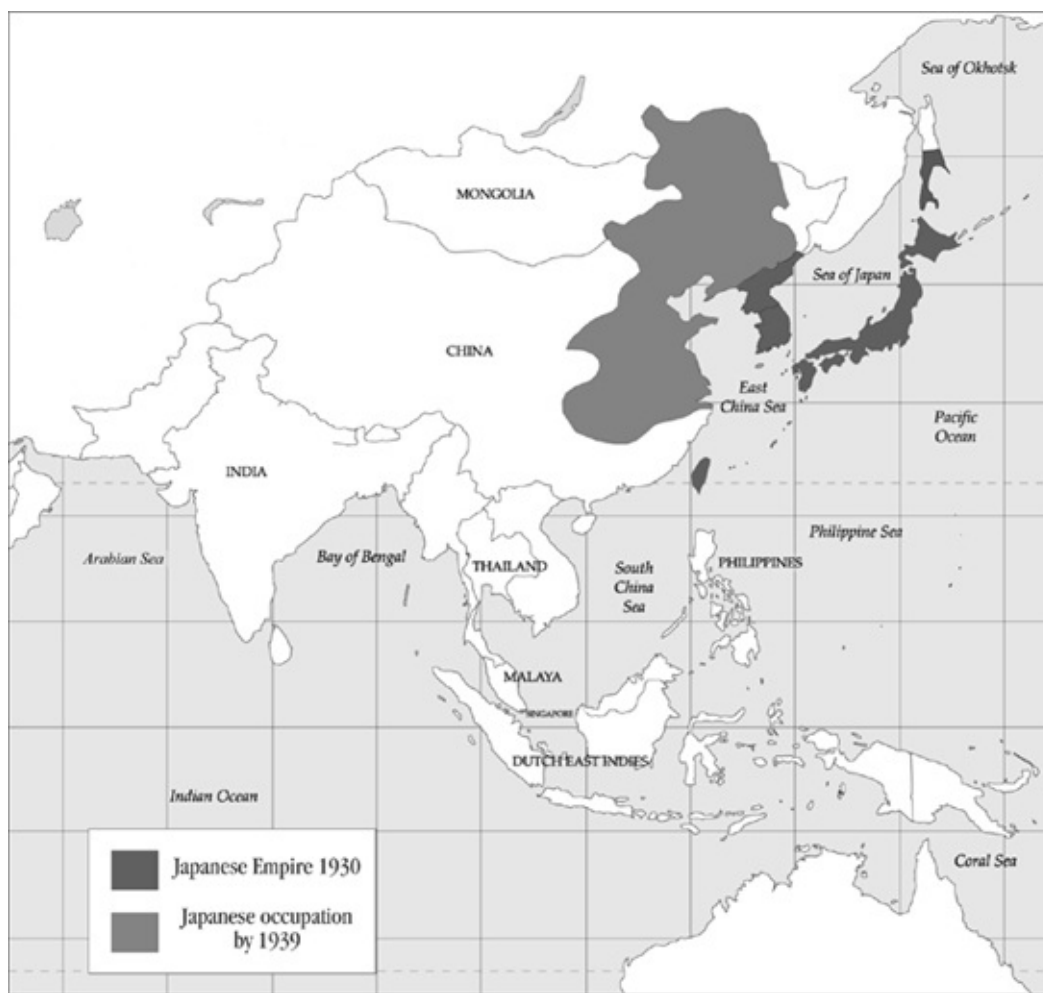 Sea of Okhotsk
MONGOLIA
Sea of Japan
CHINA
East
China Sea
Pacific
Ocean
INDIA
Philippine Sea
Arabian Sea
Bay of Bengal
THAILAND
South
China
Sea
PHILIPPINES
MALAYA
SINGAPORE
DUTCH EAST INDIES
Indian Ocean
Coral Sea
Japanese Empire 1930
Japanese occupation
by 1939